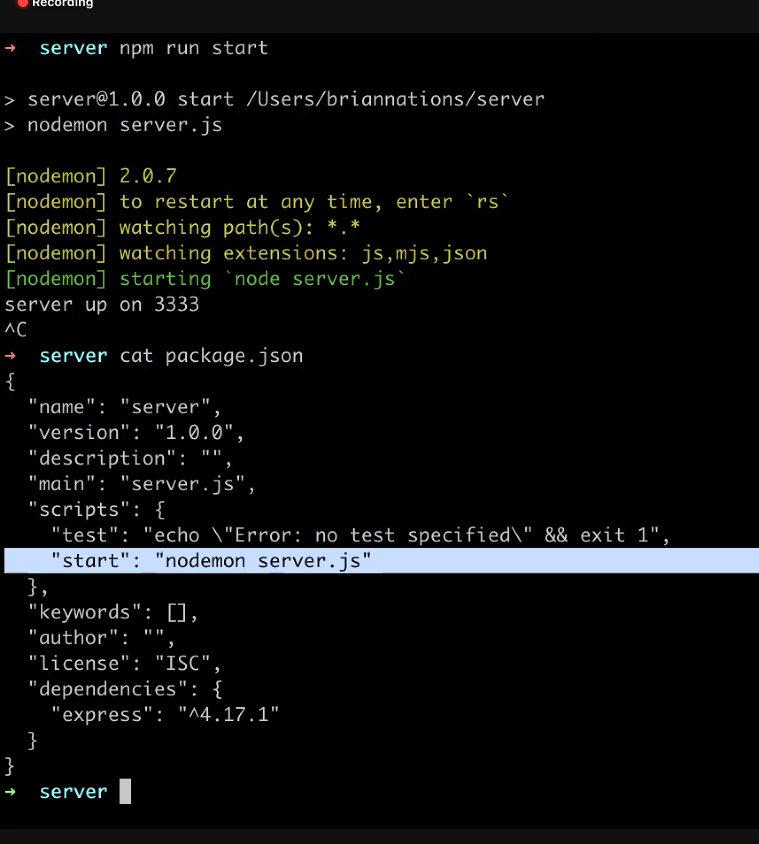 Recording
→ server npm run start
> server@1.0.0 start /Users/briannations/server
> nodemon server.js
[nodemon] 2.0.7
[nodemon] to restart at any time, enter `rs`
[nodemon] watching path(s): *.*
[nodemon] watching extensions: js,mjs,json
[nodemon] starting `node server.js`
server up on 3333
^C
→ server cat package.json
{
  "name": "server",
  "version": "1.0.0",
  "description": "",
  "main": "server.js",
  "scripts": {
    "test": "echo \"Error: no test specified\" && exit 1",
    "start": "nodemon server.js"
  },
  "keywords": [],
  "author": "",
  "license": "ISC",
  "dependencies": {
    "express": "^4.17.1"
  }
}
→ server